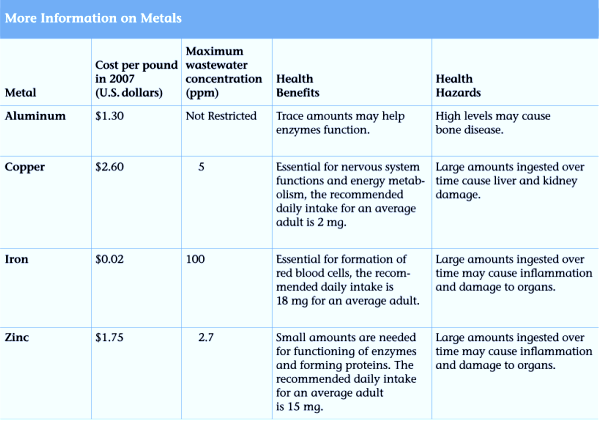 More Information on Metals
Metal
Cost per pound
in 2007
(U.S. dollars)
Maximum
wastewater
concentration
(ppm)
Health
Benefits
Health
Hazards
Aluminum
$1.30
Not Restricted
Trace amounts may help
enzymes function.
High levels may cause
bone disease.
Copper
$2.60
5
Essential for nervous system
functions and energy metab-
olism, the recommended
daily intake for an average
adult is 2 mg.
Large amounts ingested over
time cause liver and kidney
damage.
Iron
$0.02
100
Essential for formation of
red blood cells, the recom-
mended daily intake is
18 mg for an average adult.
Large amounts ingested over
time may cause inflammation
and damage to organs.
Zinc
$1.75
2.7
Small amounts are needed
for functioning of enzymes
and forming proteins. The
recommended daily intake
for an average adult
is 15 mg.
Large amounts ingested over
time may cause inflammation
and damage to organs.